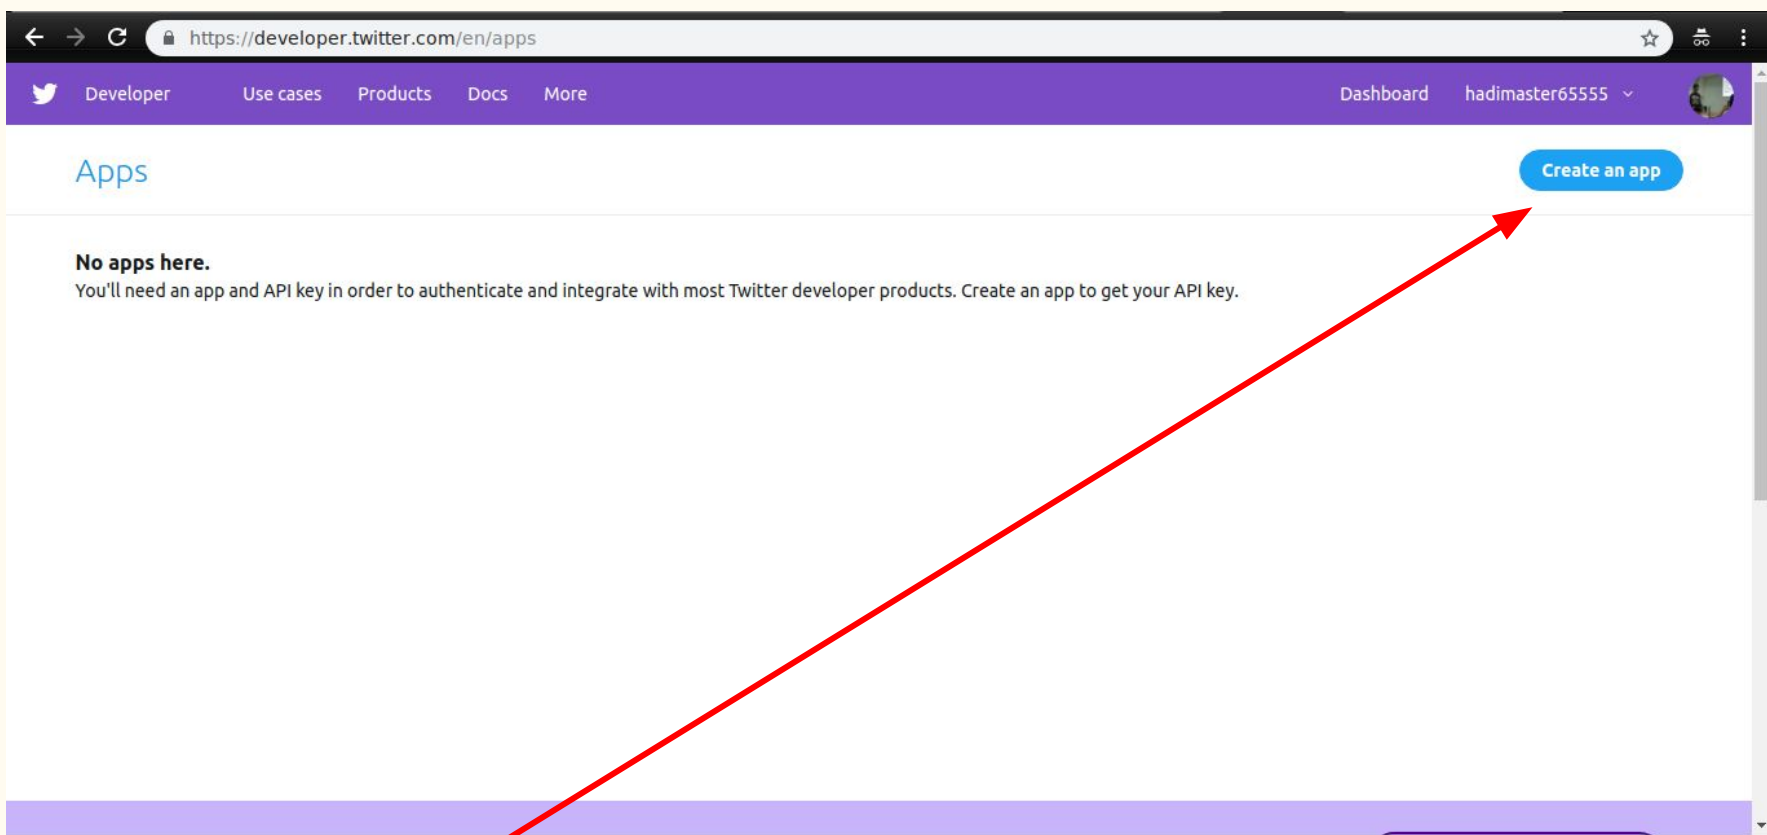 https://developer.twitter.com/en/apps
Developer Use cases Products Docs More Dashboard hadimaster65555
Apps Create an app
No apps here.
You'll need an app and API key in order to authenticate and integrate with most Twitter developer products. Create an app to get your API key.